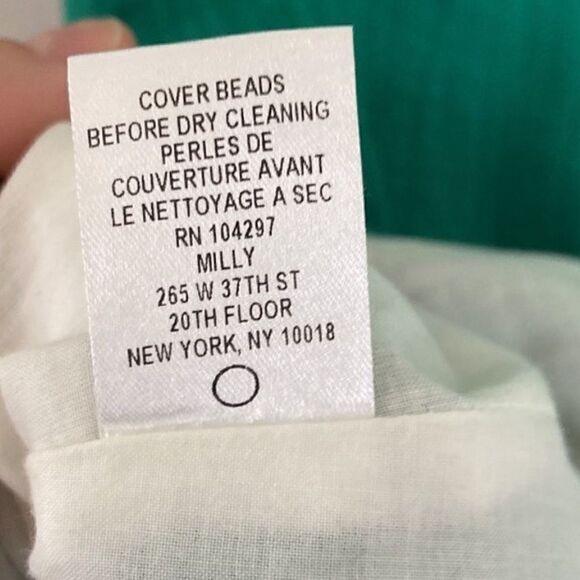 COVER BEADS
BEFORE DRY CLEANING
PERLES DE
COUVERTURE AVANT
LE NETTOYAGE A SEC
RN 104297
MILLY
265 W 37TH ST
20TH FLOOR
NEW YORK, NY 10018